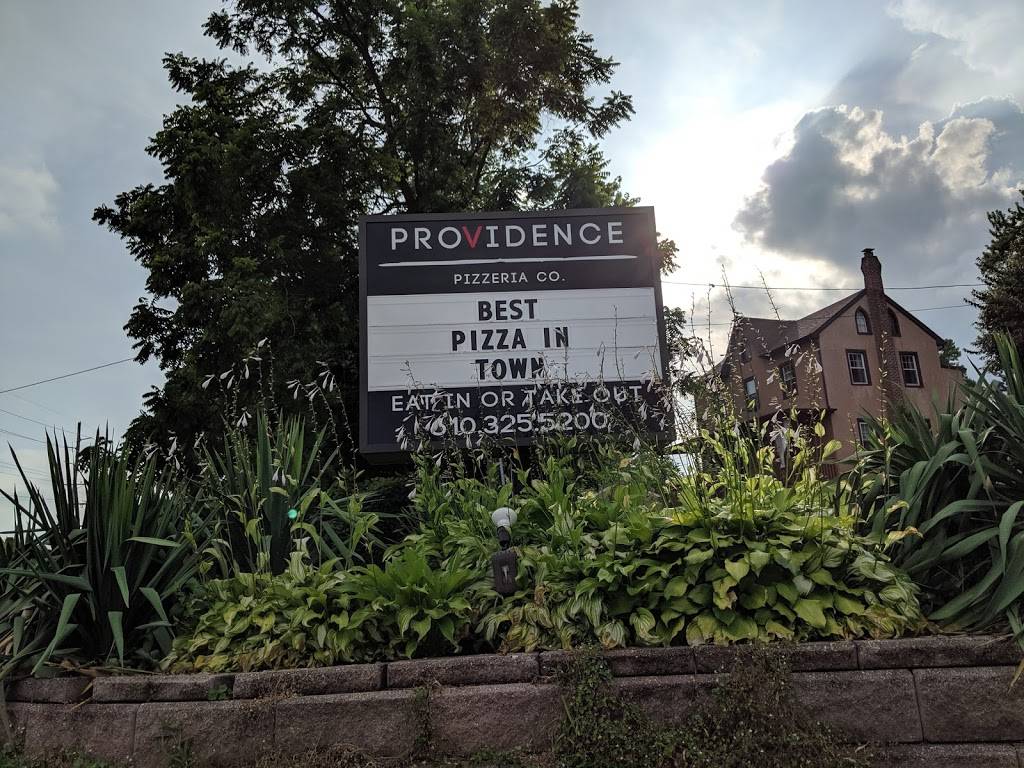 PROVIDENCE
PIZZERIA CO.
BEST
PIZZA IN
TOWN
EAT IN OR TAKE OUT
610.325.5200